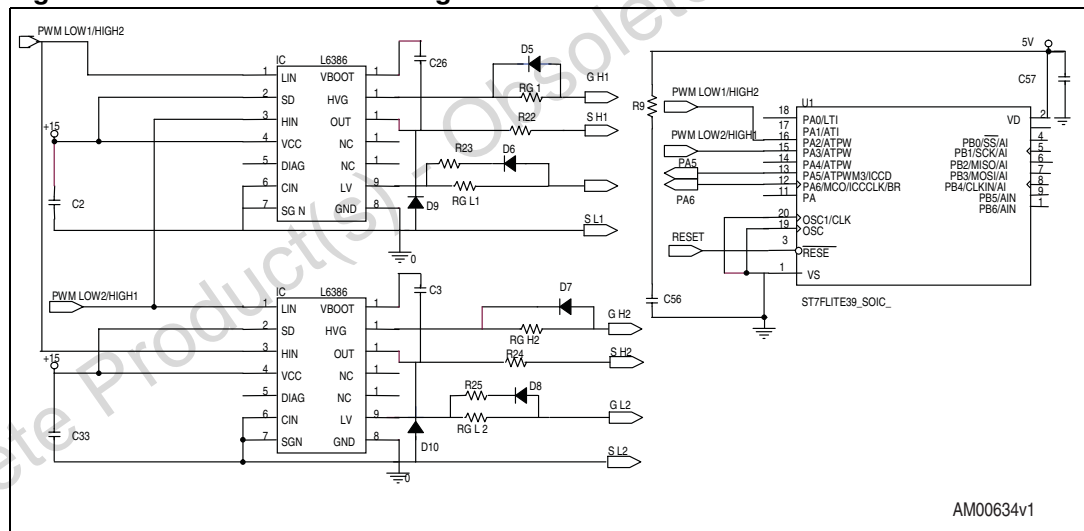 PWM LOW1/HIGH2
IC L6386
1 LIN VBOOT 1
2 SD HVG 1
3 HIN OUT 1
4 VCC NC 1
5 DIAG NC 1
6 CIN LV 9
7 SG N GND 8
+15
C2
C26
D5
RG 1
G H1
R22
S H1
R23
D6
RG L1
D9
S L1
0
PWM LOW2/HIGH1
IC L6386
1 LIN VBOOT 1
2 SD HVG 1
3 HIN OUT 1
4 VCC NC 1
5 DIAG NC 1
6 CIN LV 9
7 SGN GND 8
+15
C33
C3
D7
RG H2
G H2
R24
S H2
R25
D8
RG L 2
G L2
D10
S L2
0
5V
C57
R9
C56
U1
PWM LOW1/HIGH2
PWM LOW2/HIGH1
PA5
PA6
RESET
18 PA0/LTI
17 PA1/ATI
16 PA2/ATPW
15 PA3/ATPW
14 PA4/ATPW
13 PA5/ATPWM3/ICCD
12 PA6/MCO/ICCCLK/BR
11 PA
20 OSC1/CLK
19 OSC
3 RESE
1 VS
VD 2
PB0/SS/AI 4
PB1/SCK/AI 5
PB2/MISO/AI 6
PB3/MOSI/AI 7
PB4/CLKIN/AI 8
PB5/AIN 9
PB6/AIN 1
ST7FLITE39_SOIC_
AM00634v1
ete Product(s) - Obsolete